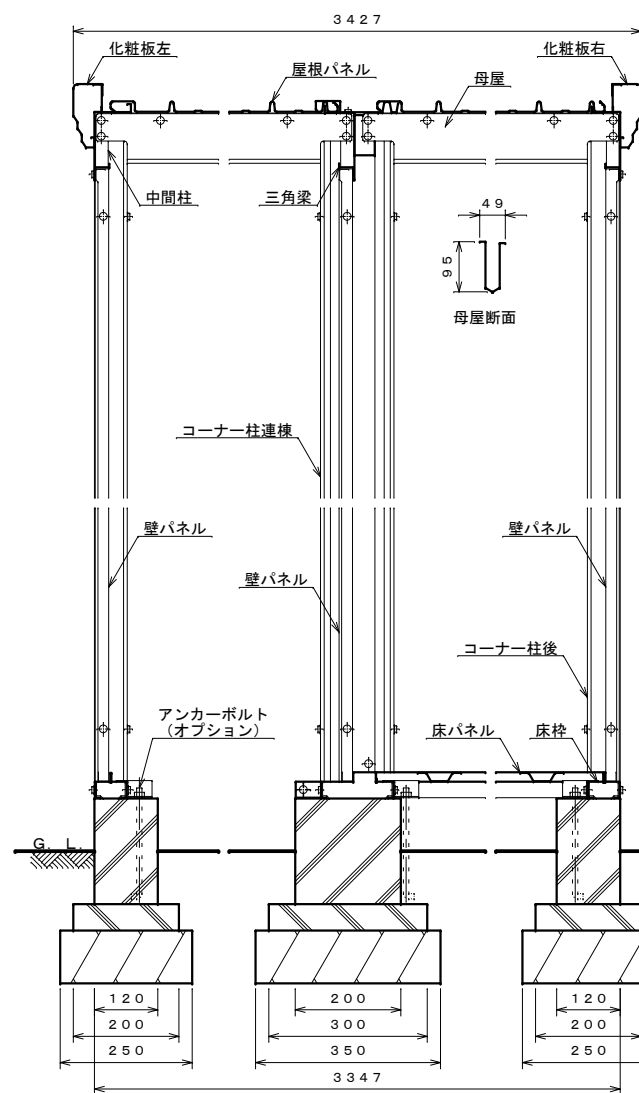 3427
化粧板左
化粧板右
屋根パネル
母屋
中間柱
三角梁
49
95
母屋断面
コーナー柱連棟
壁パネル
壁パネル
壁パネル
コーナー柱後
アンカーボルト
（オプション）
床パネル
床枠
G. L.
120
200
120
200
300
200
250
350
250
3347